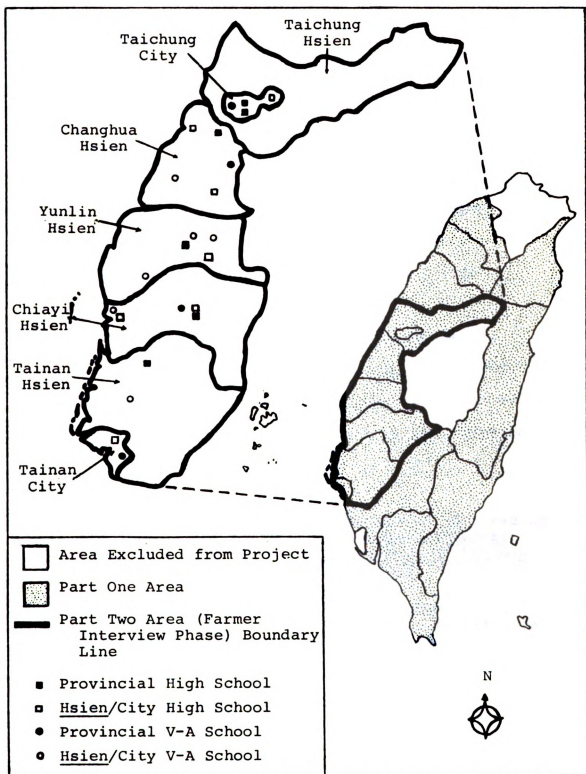 Taichung
City
Taichung
Hsien
Changhua
Hsien
Yunlin
Hsien
Chiayi
Hsien
Tainan
Hsien
Tainan
City
Area Excluded from Project
Part One Area
Part Two Area (Farmer
Interview Phase) Boundary
Line
Provincial High School
Hsien/City High School
Provincial V-A School
Hsien/City V-A School
N